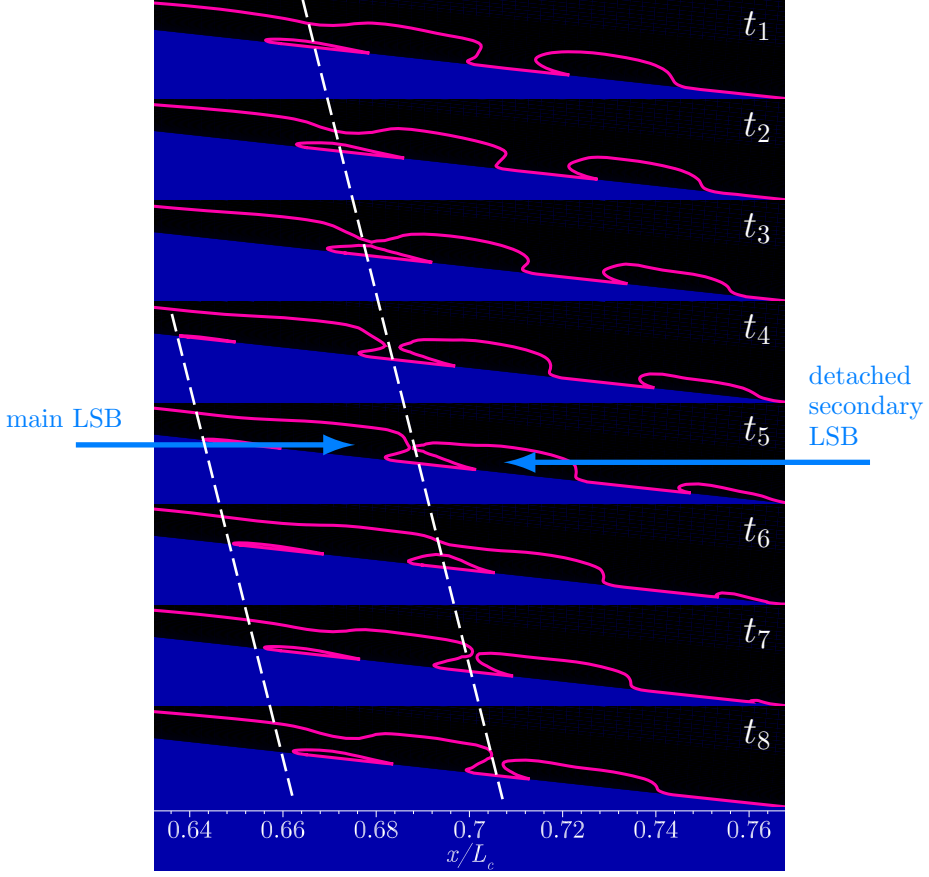 t₁
t₂
t₃
t₄
main LSB
detached
secondary
LSB
t₅
t₆
t₇
t₈
0.64 0.66 0.68 0.7 0.72 0.74 0.76
x/L_c